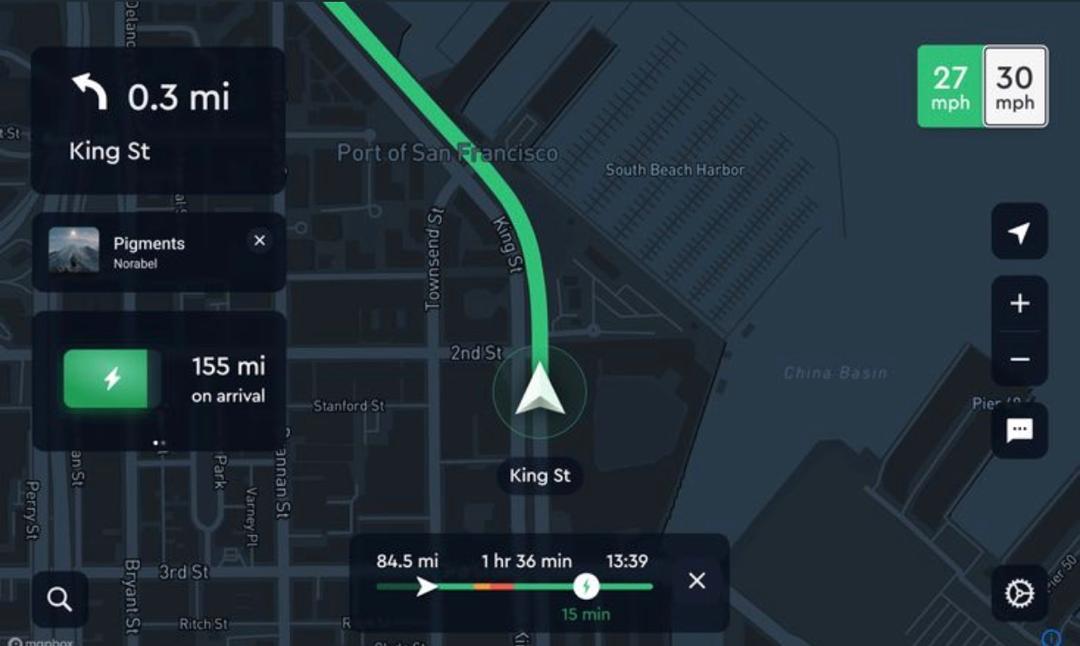 0.3 mi
King St
Pigments
Norabel
155 mi
on arrival
27
mph
30
mph
Port of San Francisco
South Beach Harbor
Townsend St
King St
2nd St
Stanford St
China Basin
King St
Park
Varney Pl
Perry St
Bryant St
3rd St
Ritch St
Pier 50
84.5 mi
1 hr 36 min
13:39
15 min
mapbox